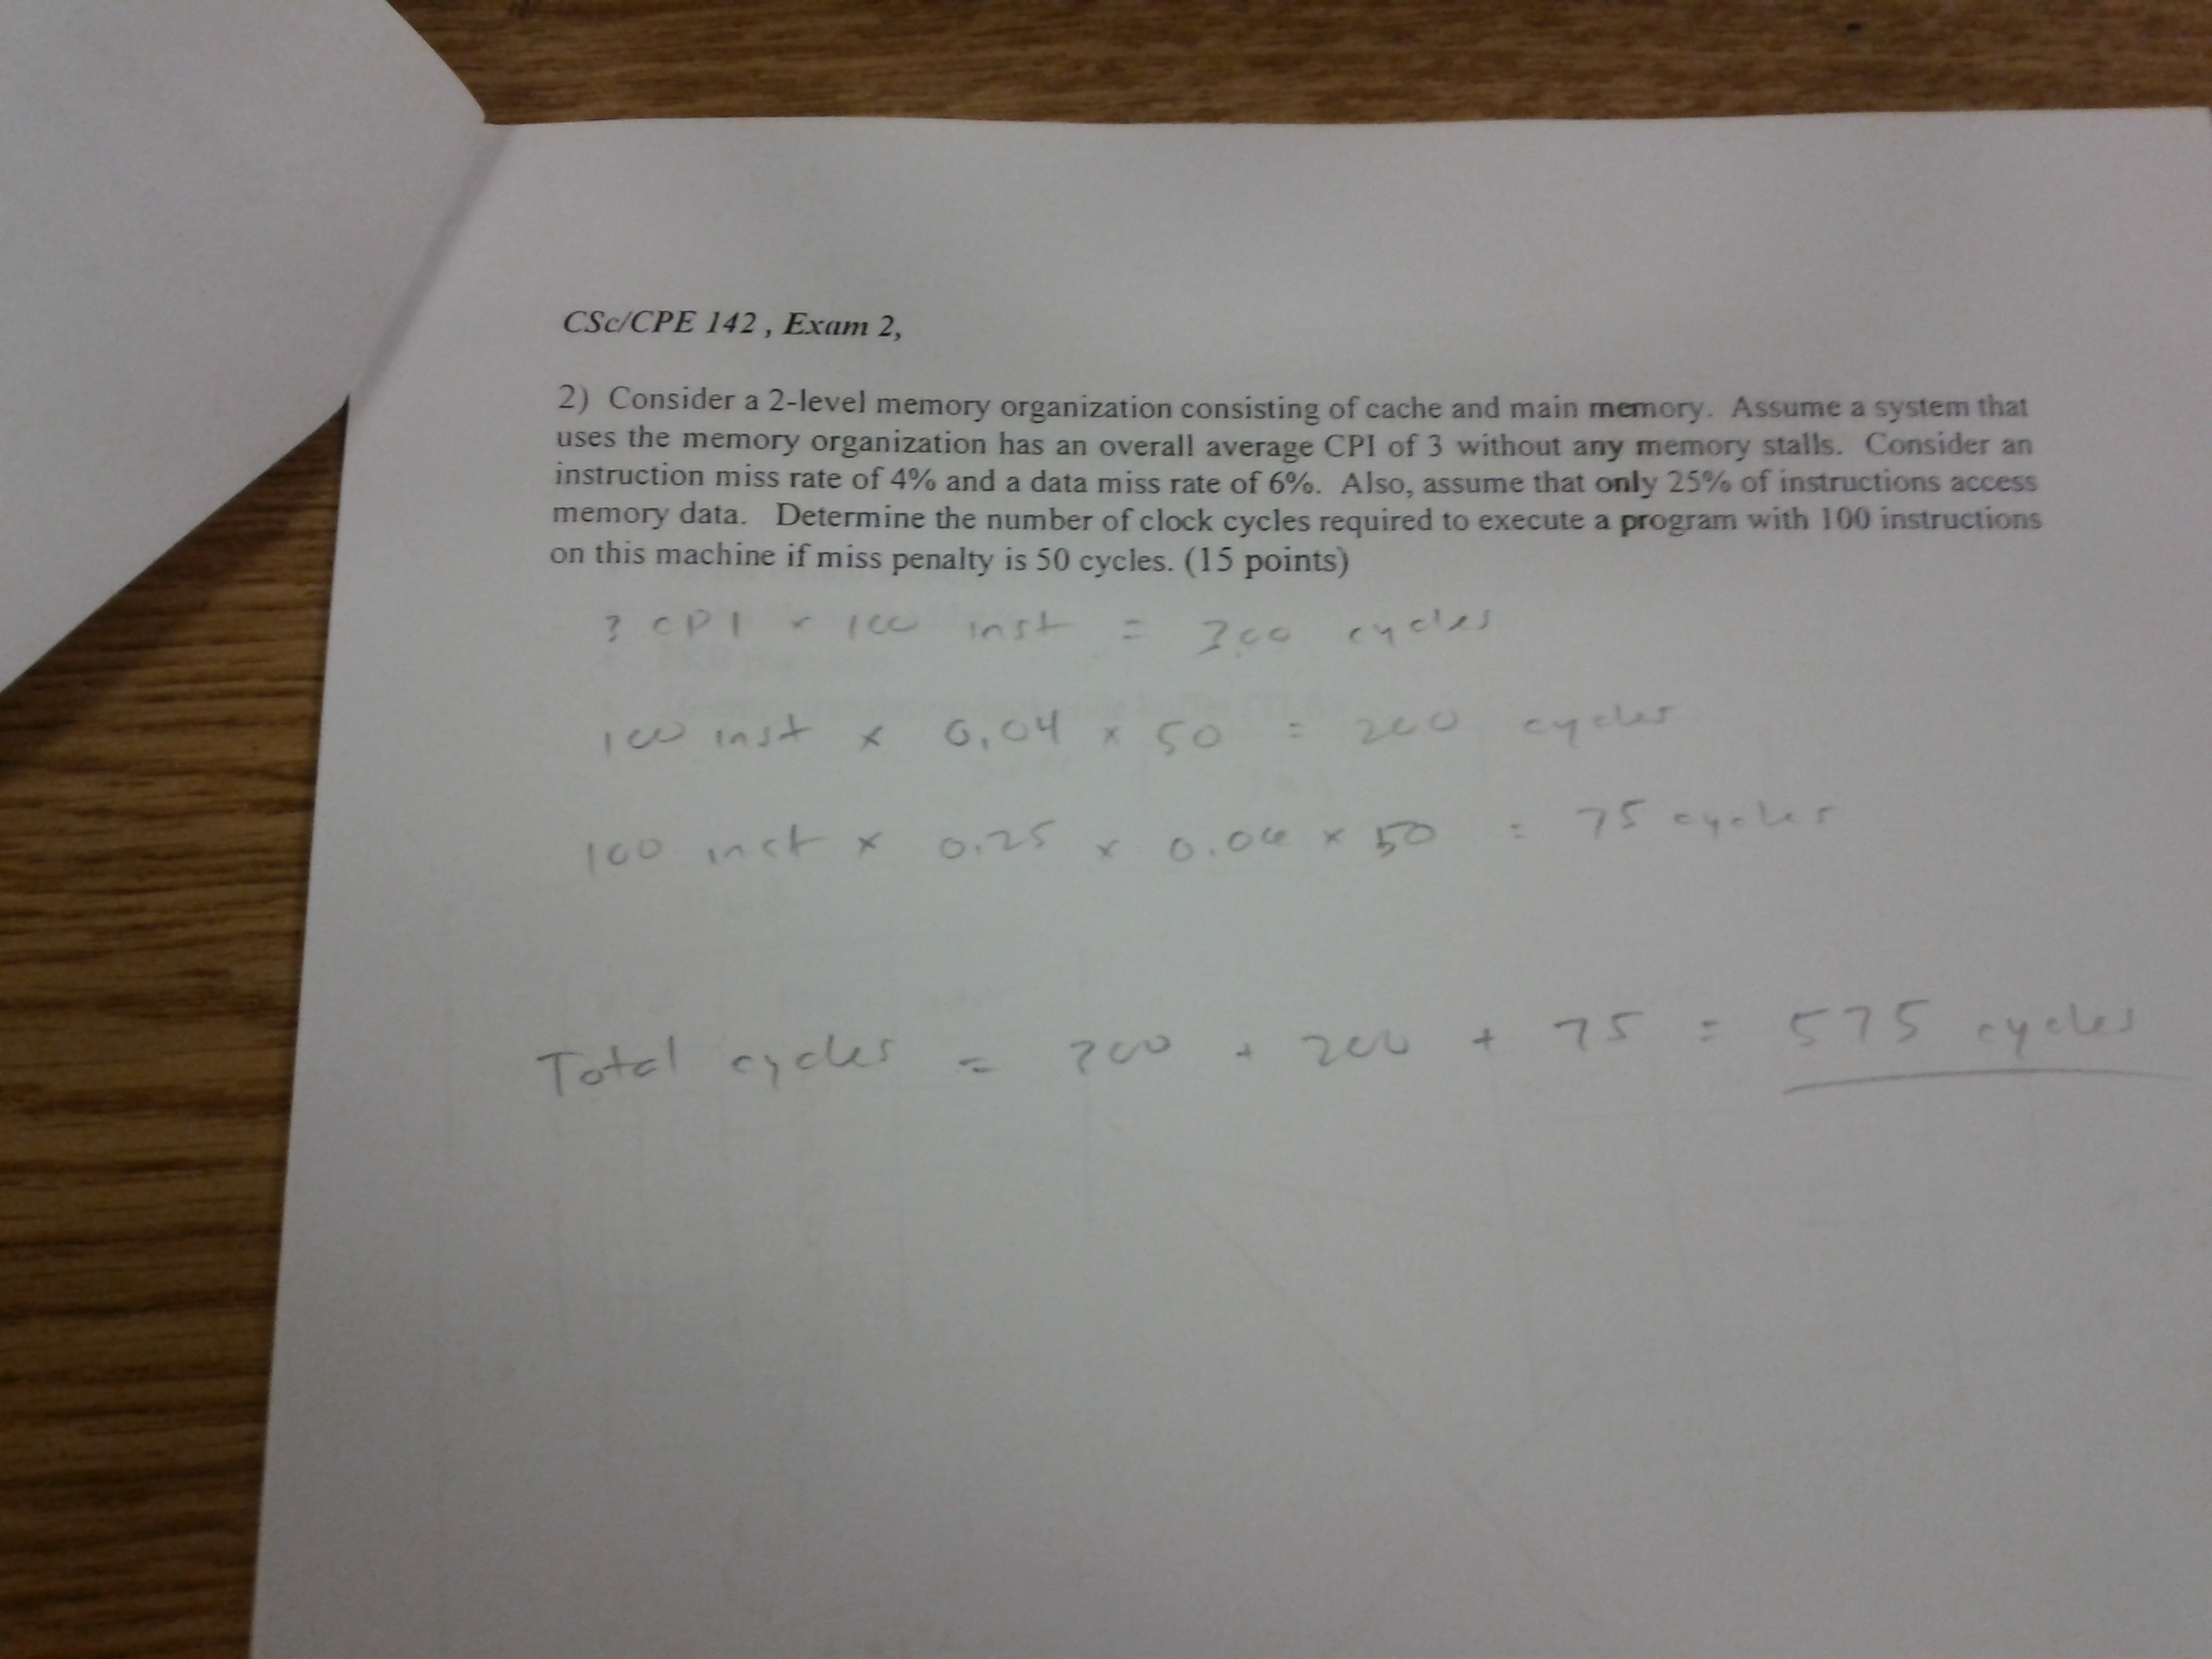 CSc/CPE 142 , Exam 2,
2) Consider a 2-level memory organization consisting of cache and main memory. Assume a system that
uses the memory organization has an overall average CPI of 3 without any memory stalls. Consider an
instruction miss rate of 4% and a data miss rate of 6%. Also, assume that only 25% of instructions access
memory data. Determine the number of clock cycles required to execute a program with 100 instructions
on this machine if miss penalty is 50 cycles. (15 points)
3 CPI × 100 inst = 300 cycles
100 inst × 0.04 × 50 = 200 cycles
100 inst × 0.25 × 0.06 × 50 = 75 cycles
Total cycles = 300 + 200 + 75 = 575 cycles